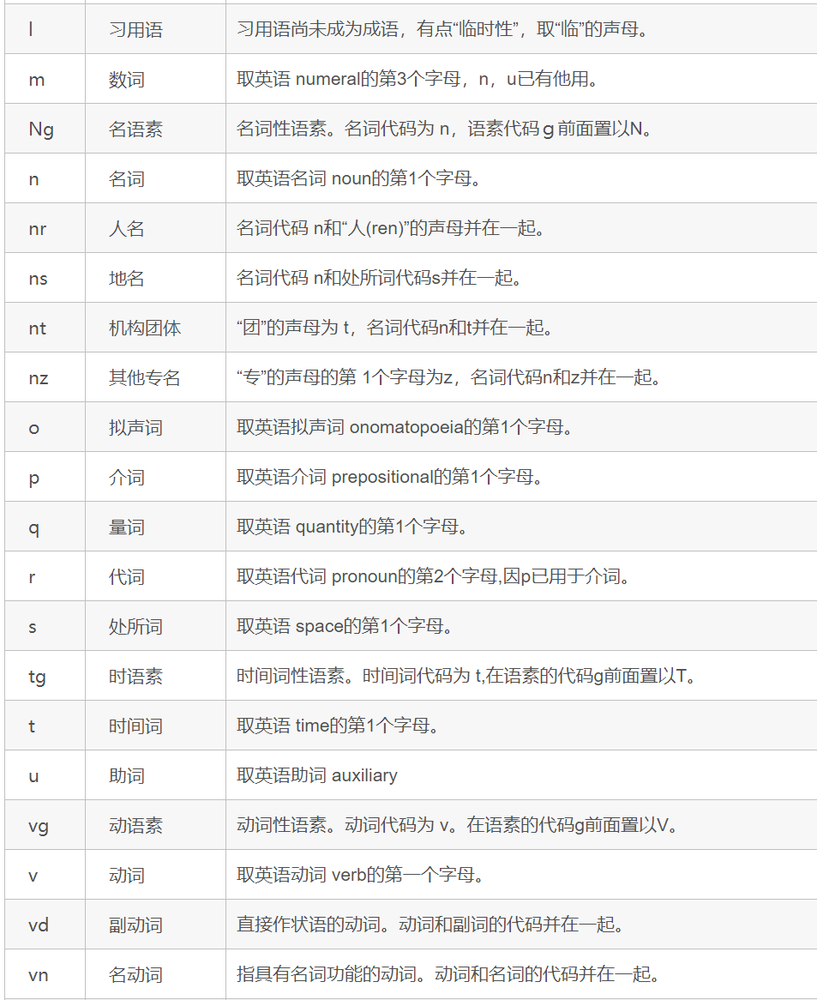 l 习用语 习用语尚未成为成语，有点“临时性”，取“临”的声母。
m 数词 取英语 numeral的第3个字母，n，u已有他用。
Ng 名语素 名词性语素。名词代码为 n，语素代码ｇ前面置以N。
n 名词 取英语名词 noun的第1个字母。
nr 人名 名词代码 n和“人(ren)”的声母并在一起。
ns 地名 名词代码 n和处所词代码s并在一起。
nt 机构团体 “团”的声母为 t，名词代码n和t并在一起。
nz 其他专名 “专”的声母的第 1个字母为z，名词代码n和z并在一起。
o 拟声词 取英语拟声词 onomatopoeia的第1个字母。
p 介词 取英语介词 prepositional的第1个字母。
q 量词 取英语 quantity的第1个字母。
r 代词 取英语代词 pronoun的第2个字母,因p已用于介词。
s 处所词 取英语 space的第1个字母。
tg 时语素 时间词性语素。时间词代码为 t,在语素的代码g前面置以T。
t 时间词 取英语 time的第1个字母。
u 助词 取英语助词 auxiliary
vg 动语素 动词性语素。动词代码为 v。在语素的代码g前面置以V。
v 动词 取英语动词 verb的第一个字母。
vd 副动词 直接作状语的动词。动词和副词的代码并在一起。
vn 名动词 指具有名词功能的动词。动词和名词的代码并在一起。